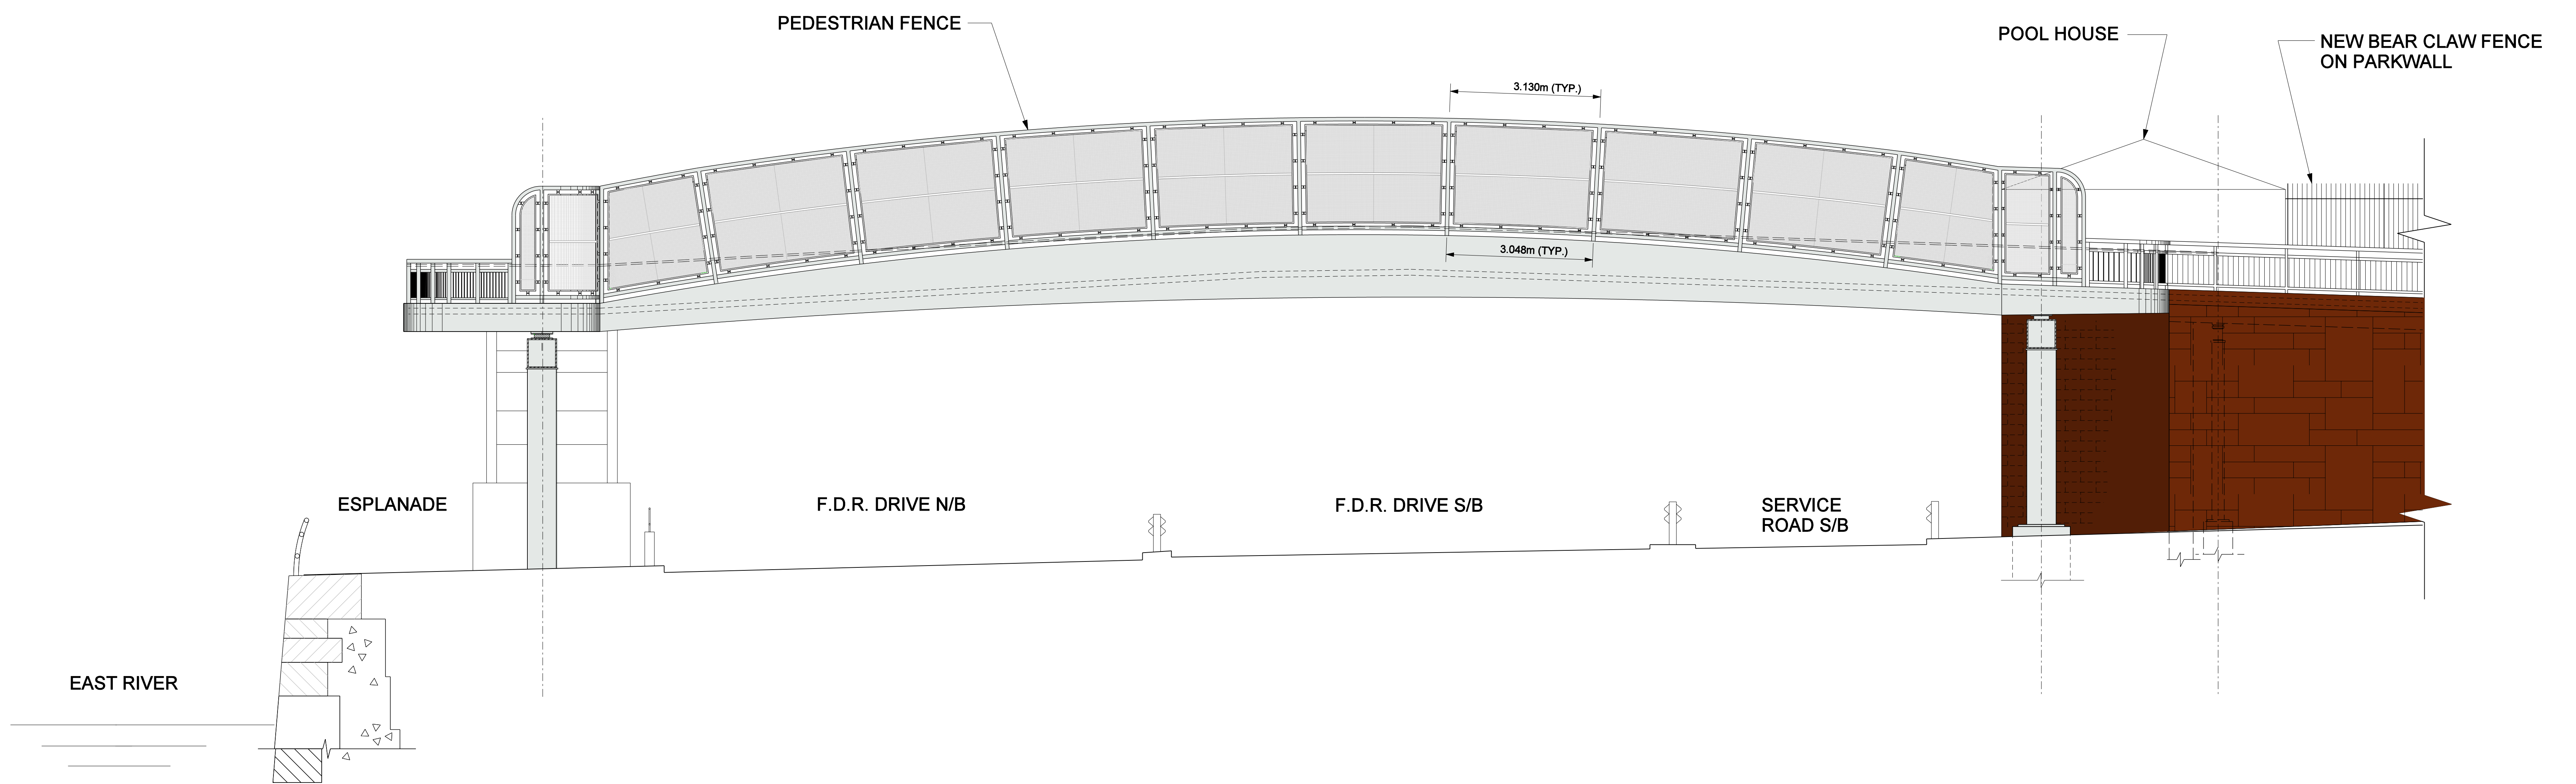 PEDESTRIAN FENCE
POOL HOUSE
NEW BEAR CLAW FENCE
ON PARKWALL
3.130m (TYP.)
3.048m (TYP.)
ESPLANADE
F.D.R. DRIVE N/B
F.D.R. DRIVE S/B
SERVICE
ROAD S/B
EAST RIVER